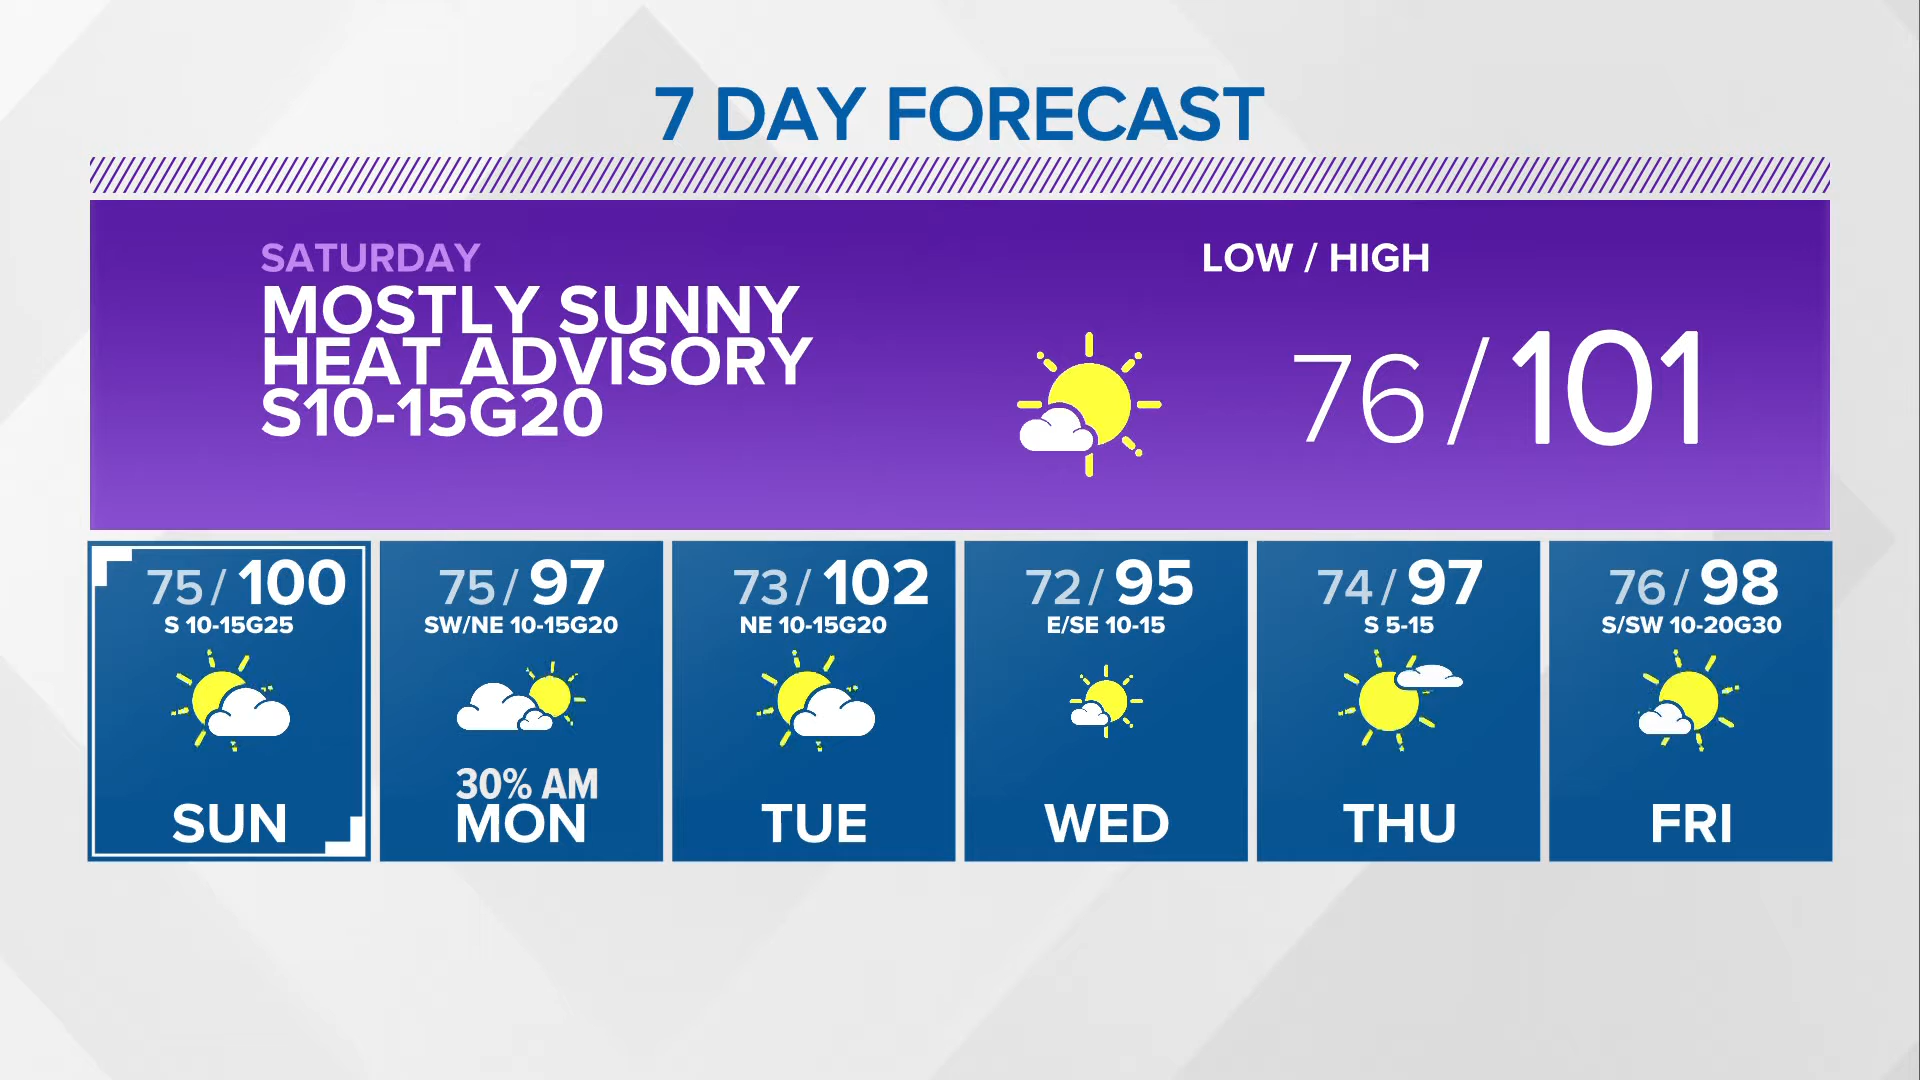 7 DAY FORECAST
SATURDAY
MOSTLY SUNNY
HEAT ADVISORY
S10-15G20
LOW / HIGH
76/101
75/100
S 10-15G25
SUN
75/97
SW/NE 10-15G20
30% AM
MON
73/102
NE 10-15G20
TUE
72/95
E/SE 10-15
WED
74/97
S 5-15
THU
76/98
S/SW 10-20G30
FRI